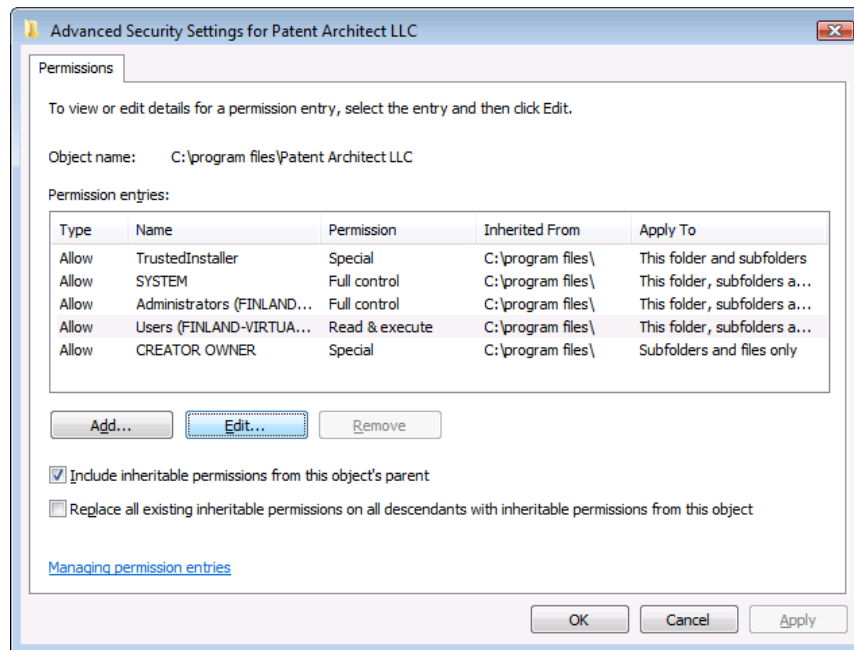 Advanced Security Settings for Patent Architect LLC
Permissions
To view or edit details for a permission entry, select the entry and then click Edit.
Object name: C:\program files\Patent Architect LLC
Permission entries:
Type Name Permission Inherited From Apply To
Allow TrustedInstaller Special C:\program files\ This folder and subfolders
Allow SYSTEM Full control C:\program files\ This folder, subfolders a...
Allow Administrators (FINLAND... Full control C:\program files\ This folder, subfolders a...
Allow Users (FINLAND-VIRTUA... Read & execute C:\program files\ This folder, subfolders a...
Allow CREATOR OWNER Special C:\program files\ Subfolders and files only
Add... Edit... Remove
Include inheritable permissions from this object's parent
Replace all existing inheritable permissions on all descendants with inheritable permissions from this object
Managing permission entries
OK Cancel Apply